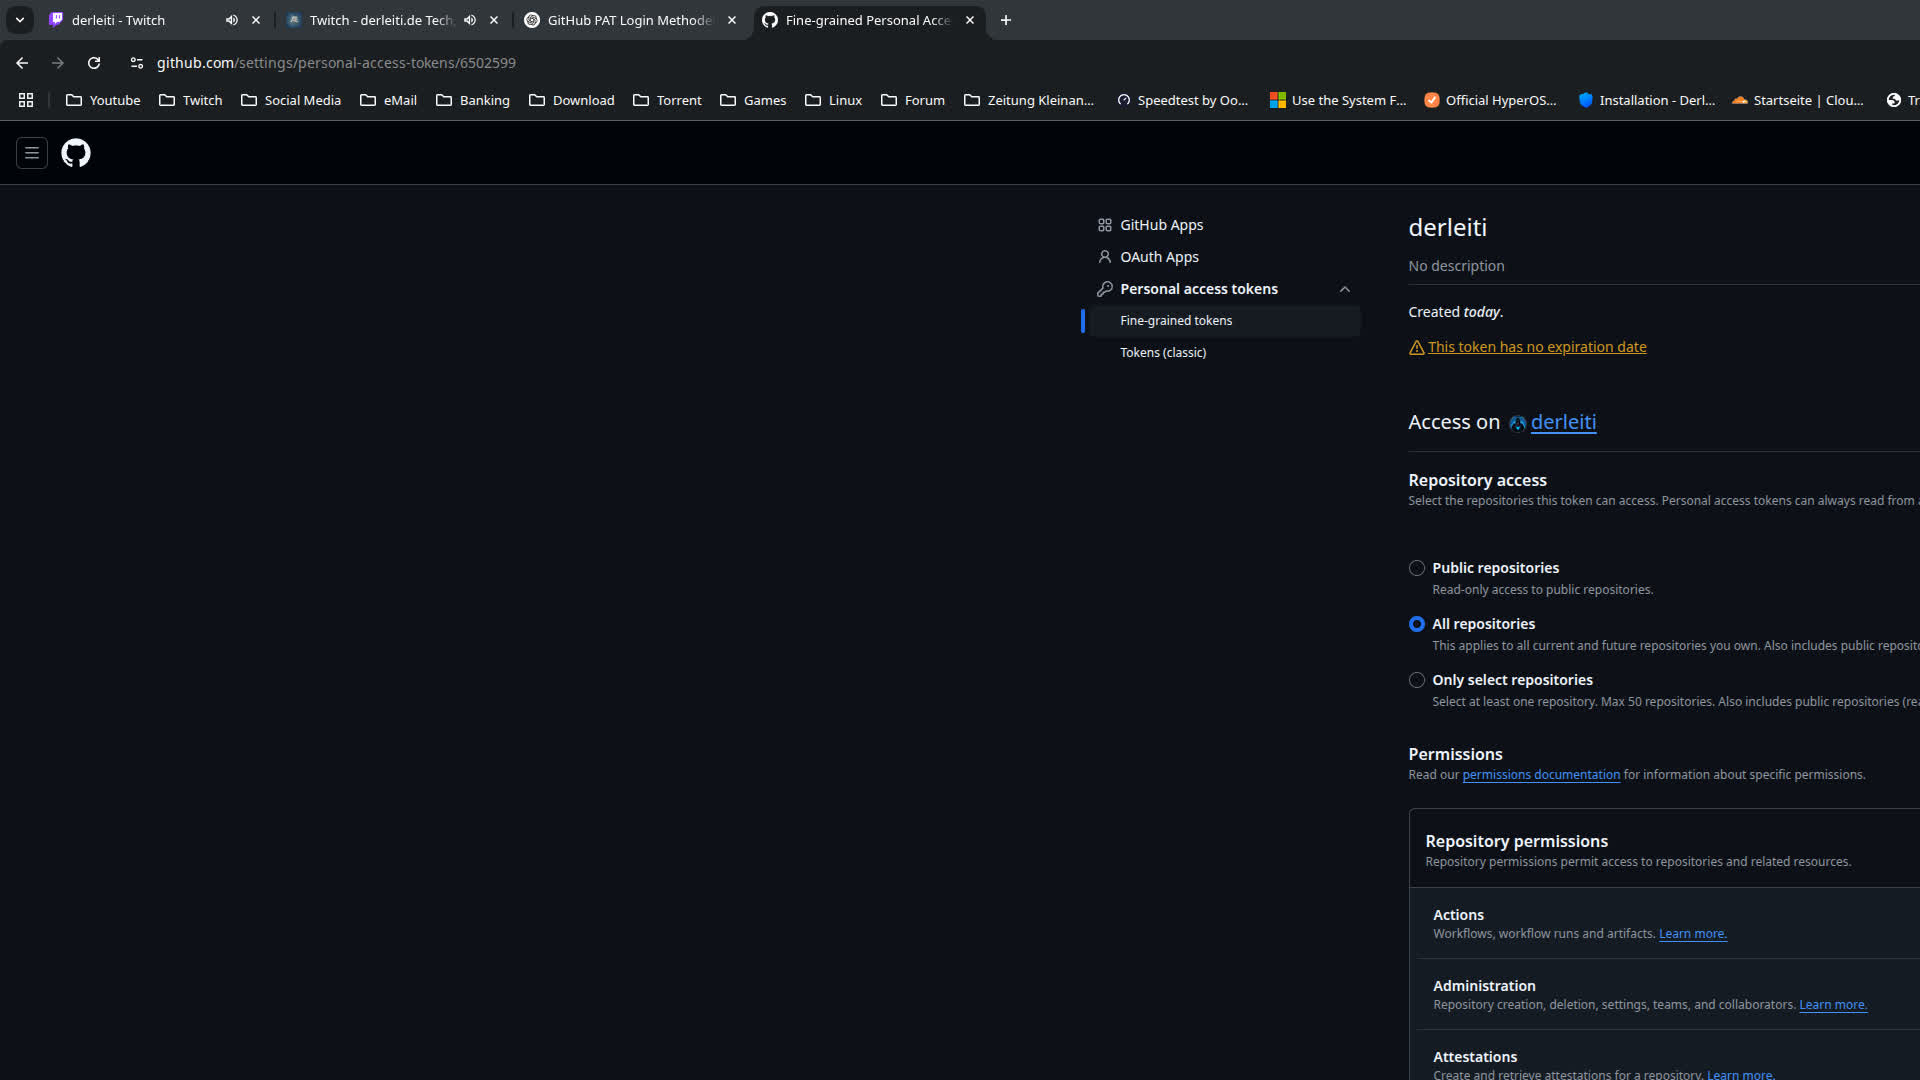 derleiti - Twitch
Twitch - derleiti.de Tech
GitHub PAT Login Methode
Fine-grained Personal Acce
github.com/settings/personal-access-tokens/6502599
Youtube
Twitch
Social Media
eMail
Banking
Download
Torrent
Games
Linux
Forum
Zeitung Kleinan...
Speedtest by Oo...
Use the System F...
Official HyperOS...
Installation - Derl...
Startseite | Clou...
Tr
GitHub Apps
OAuth Apps
Personal access tokens
Fine-grained tokens
Tokens (classic)
derleiti
No description
Created today.
This token has no expiration date
Access on derleiti
Repository access
Select the repositories this token can access. Personal access tokens can always read from a
Public repositories
Read-only access to public repositories.
All repositories
This applies to all current and future repositories you own. Also includes public reposito
Only select repositories
Select at least one repository. Max 50 repositories. Also includes public repositories (rea
Permissions
Read our permissions documentation for information about specific permissions.
Repository permissions
Repository permissions permit access to repositories and related resources.
Actions
Workflows, workflow runs and artifacts. Learn more.
Administration
Repository creation, deletion, settings, teams, and collaborators. Learn more.
Attestations
Create and retrieve attestations for a repository. Learn more.